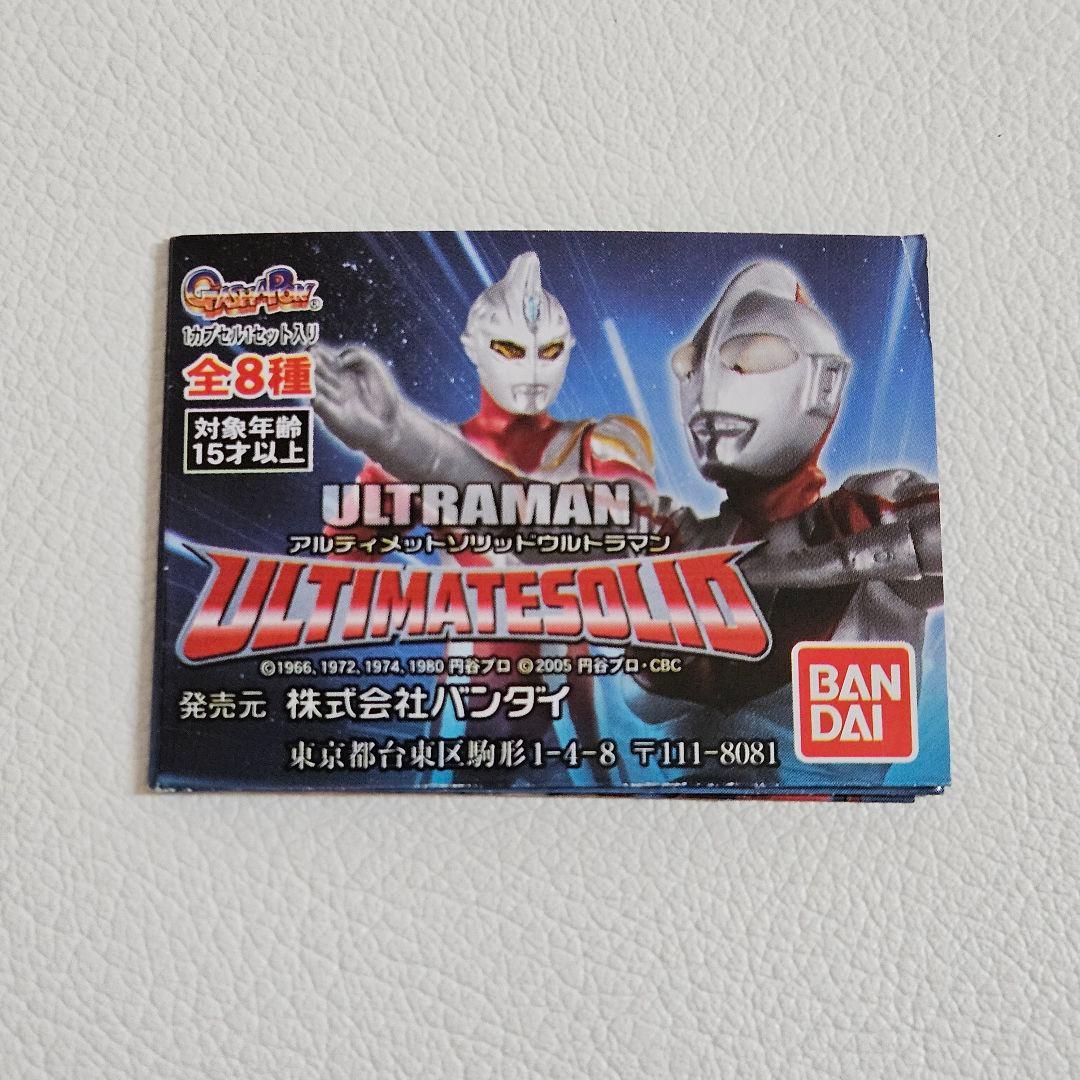 GASHAPON®
1カプセル1セット入リ
全8種
対象年齢
15才以上
ULTRAMAN
アルティメットソリッドウルトラマン
ULTIMATESOLID
©1966, 1972, 1974, 1980 円谷プロ ©2005 円谷プロ・CBC
発売元 株式会社バンダイ
東京都台東区駒形1-4-8 〒111-8081
BAN
DAI